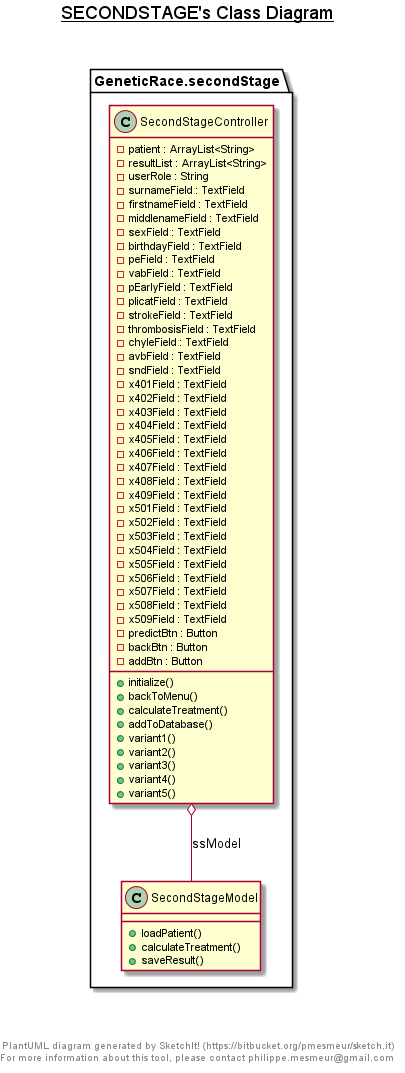 SECONDSTAGE's Class Diagram
GeneticRace.secondStage
C SecondStageController
patient : ArrayList<String>
resultList : ArrayList<String>
userRole : String
surnameField : TextField
firstnameField : TextField
middlenameField : TextField
sexField : TextField
birthdayField : TextField
peField : TextField
vabField : TextField
pEarlyField : TextField
plicatField : TextField
strokeField : TextField
thrombosisField : TextField
chyleField : TextField
avbField : TextField
sndField : TextField
x401Field : TextField
x402Field : TextField
x403Field : TextField
x404Field : TextField
x405Field : TextField
x406Field : TextField
x407Field : TextField
x408Field : TextField
x409Field : TextField
x501Field : TextField
x502Field : TextField
x503Field : TextField
x504Field : TextField
x505Field : TextField
x506Field : TextField
x507Field : TextField
x508Field : TextField
x509Field : TextField
predictBtn : Button
backBtn : Button
addBtn : Button
initialize()
backToMenu()
calculateTreatment()
addToDatabase()
variant1()
variant2()
variant3()
variant4()
variant5()
ssModel
C SecondStageModel
loadPatient()
calculateTreatment()
saveResult()
PlantUML diagram generated by SketchIt! (https://bitbucket.org/pmesmeur/sketch.it)
For more information about this tool, please contact philippe.mesmeur@gmail.com